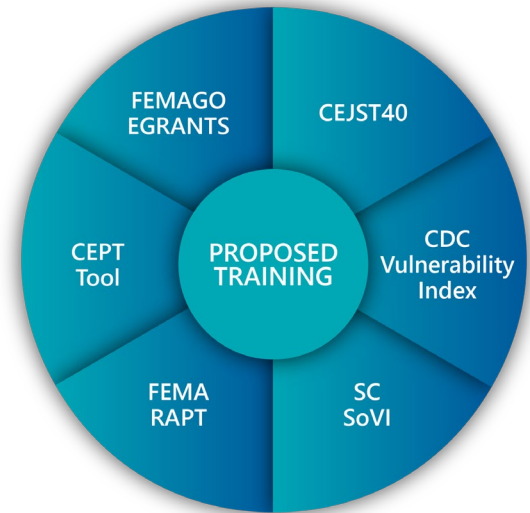 FEMAGO
EGRANTS
CEJST40
CEPT
Tool
PROPOSED
TRAINING
CDC
Vulnerability
Index
FEMA
RAPT
SC
SoVI